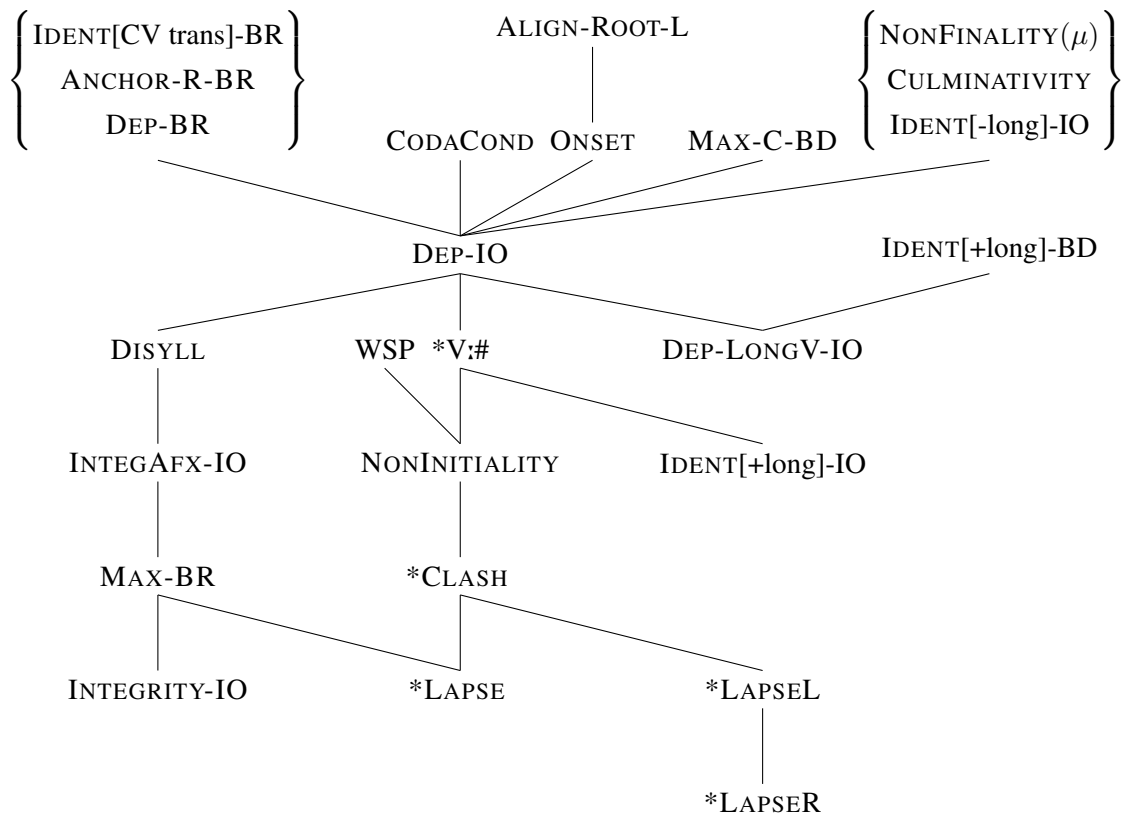 IDENT[CV trans]-BR
ANCHOR-R-BR
DEP-BR
ALIGN-ROOT-L
NONFINALITY(μ)
CULMINATIVITY
IDENT[-long]-IO
CODACOND ONSET MAX-C-BD
DEP-IO IDENT[+long]-BD
DISYLL WSP *Vː# DEP-LONGV-IO
INTEGAFX-IO NONINITIALITY IDENT[+long]-IO
MAX-BR *CLASH
INTEGRITY-IO *LAPSE *LAPSEL
*LAPSER